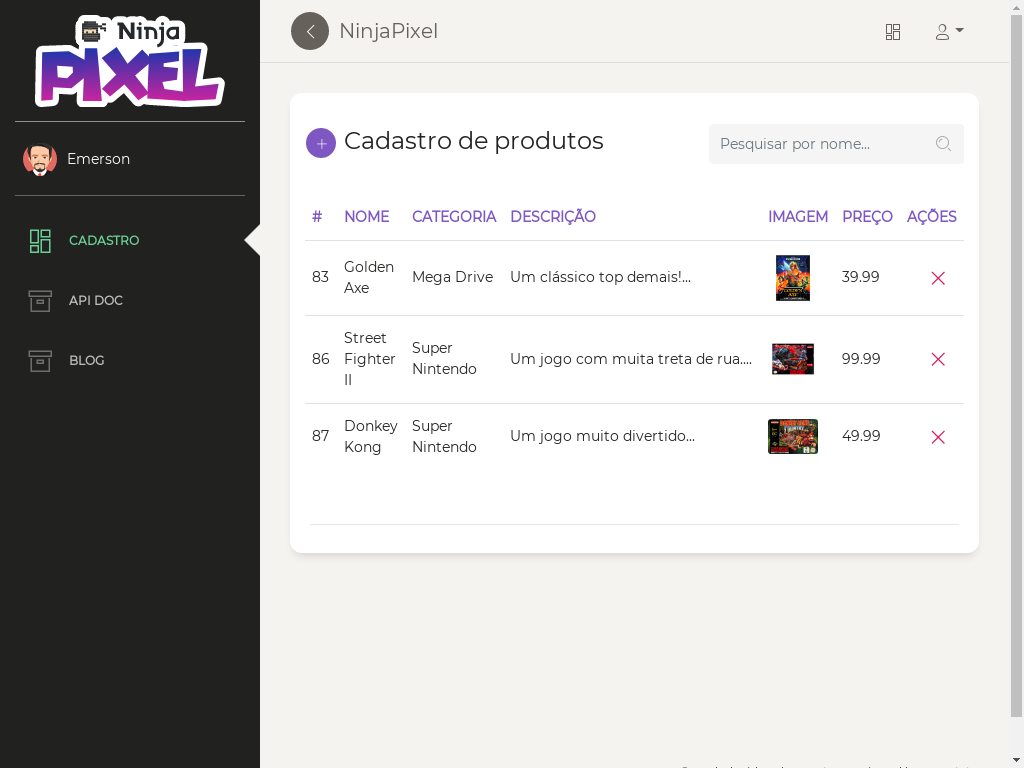 Ninja
PIXEL
NinjaPixel
Emerson
CADASTRO
API DOC
BLOG
Cadastro de produtos
Pesquisar por nome...
# NOME CATEGORIA DESCRIÇÃO IMAGEM PREÇO AÇÕES
83 Golden Axe Mega Drive Um clássico top demais!... 39.99
86 Street Fighter II Super Nintendo Um jogo com muita treta de rua.... 99.99
87 Donkey Kong Super Nintendo Um jogo muito divertido... 49.99